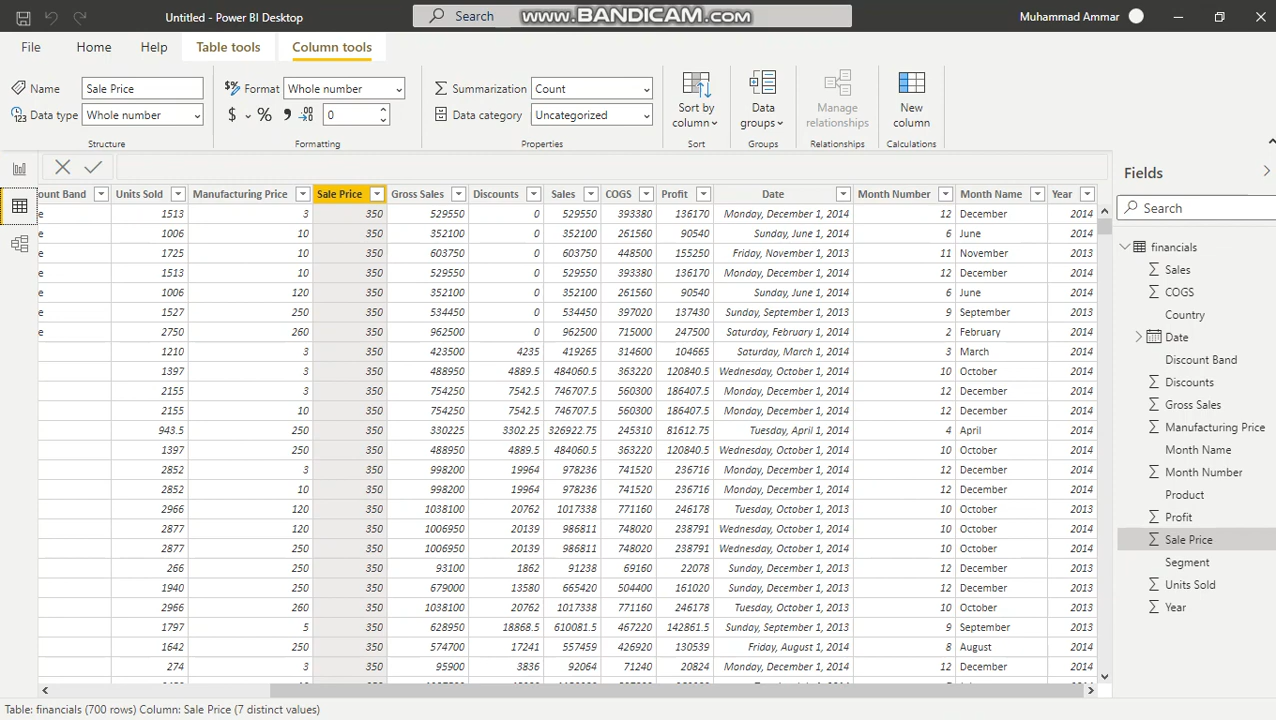 Untitled - Power BI Desktop
Search
www.BANDICAM.com
Muhammad Ammar
File Home Help Table tools Column tools
Name Sale Price
Data type Whole number
Structure
Format Whole number
$ % 0
Formatting
Summarization Count
Data category Uncategorized
Properties
Sort by column
Sort
Data groups
Groups
Manage relationships
Relationships
New column
Calculations
ount Band Units Sold Manufacturing Price Sale Price Gross Sales Discounts Sales COGS Profit Date Month Number Month Name Year
e 1513 3 350 529550 0 529550 393380 136170 Monday, December 1, 2014 12 December 2014
e 1006 10 350 352100 0 352100 261560 90540 Sunday, June 1, 2014 6 June 2014
e 1725 10 350 603750 0 603750 448500 155250 Friday, November 1, 2013 11 November 2013
e 1513 10 350 529550 0 529550 393380 136170 Monday, December 1, 2014 12 December 2014
e 1006 120 350 352100 0 352100 261560 90540 Sunday, June 1, 2014 6 June 2014
e 1527 250 350 534450 0 534450 397020 137430 Sunday, September 1, 2013 9 September 2013
e 2750 260 350 962500 0 962500 715000 247500 Saturday, February 1, 2014 2 February 2014
1210 3 350 423500 4235 419265 314600 104665 Saturday, March 1, 2014 3 March 2014
1397 3 350 488950 4889.5 484060.5 363220 120840.5 Wednesday, October 1, 2014 10 October 2014
2155 3 350 754250 7542.5 746707.5 560300 186407.5 Monday, December 1, 2014 12 December 2014
2155 10 350 754250 7542.5 746707.5 560300 186407.5 Monday, December 1, 2014 12 December 2014
943.5 250 350 330225 3302.25 326922.75 245310 81612.75 Tuesday, April 1, 2014 4 April 2014
1397 250 350 488950 4889.5 484060.5 363220 120840.5 Wednesday, October 1, 2014 10 October 2014
2852 3 350 998200 19964 978236 741520 236716 Monday, December 1, 2014 12 December 2014
2852 10 350 998200 19964 978236 741520 236716 Monday, December 1, 2014 12 December 2014
2966 120 350 1038100 20762 1017338 771160 246178 Tuesday, October 1, 2013 10 October 2013
2877 120 350 1006950 20139 986811 748020 238791 Wednesday, October 1, 2014 10 October 2014
2877 250 350 1006950 20139 986811 748020 238791 Wednesday, October 1, 2014 10 October 2014
266 250 350 93100 1862 91238 69160 22078 Sunday, December 1, 2013 12 December 2013
1940 250 350 679000 13580 665420 504400 161020 Sunday, December 1, 2013 12 December 2013
2966 260 350 1038100 20762 1017338 771160 246178 Tuesday, October 1, 2013 10 October 2013
1797 5 350 628950 18868.5 610081.5 467220 142861.5 Sunday, September 1, 2013 9 September 2013
1642 250 350 574700 17241 557459 426920 130539 Friday, August 1, 2014 8 August 2014
274 3 350 95900 3836 92064 71240 20824 Monday, December 1, 2014 12 December 2014
Fields
Search
financials
Sales
COGS
Country
Date
Discount Band
Discounts
Gross Sales
Manufacturing Price
Month Name
Month Number
Product
Profit
Sale Price
Segment
Units Sold
Year
Table: financials (700 rows) Column: Sale Price (7 distinct values)